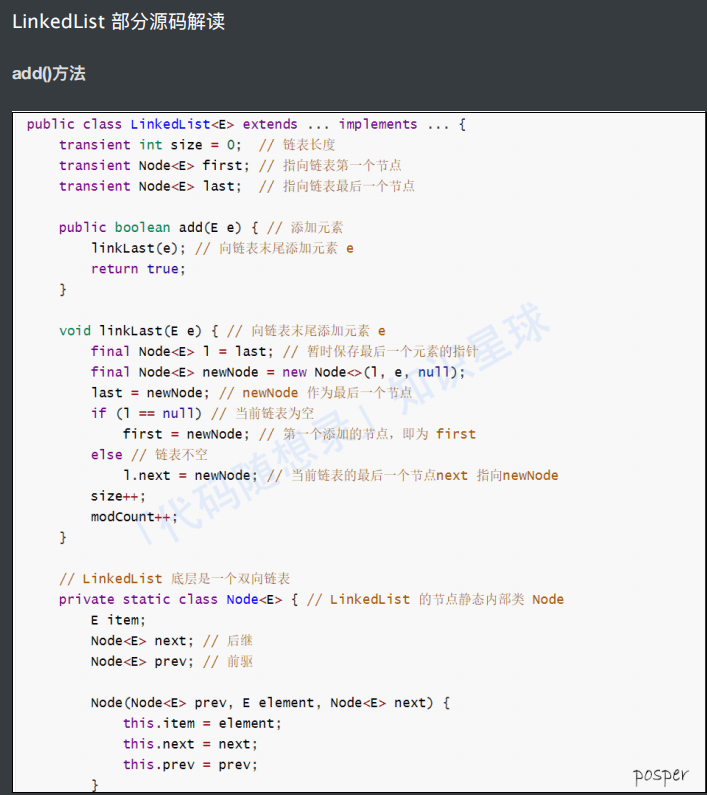 LinkedList 部分源码解读
add()方法
public class LinkedList<E> extends ... implements ... {
    transient int size = 0;  // 链表长度
    transient Node<E> first; // 指向链表第一个节点
    transient Node<E> last;  // 指向链表最后一个节点

    public boolean add(E e) { // 添加元素
        linkLast(e); // 向链表末尾添加元素 e
        return true;
    }

    void linkLast(E e) { // 向链表末尾添加元素 e
        final Node<E> l = last; // 暂时保存最后一个元素的指针
        final Node<E> newNode = new Node<>(l, e, null);
        last = newNode; // newNode 作为最后一个节点
        if (l == null) // 当前链表为空
            first = newNode; // 第一个添加的节点，即为 first
        else // 链表不空
            l.next = newNode; // 当前链表的最后一个节点next 指向newNode
        size++;
        modCount++;
    }

    // LinkedList 底层是一个双向链表
    private static class Node<E> { // LinkedList 的节点静态内部类 Node
        E item;
        Node<E> next; // 后继
        Node<E> prev; // 前驱

        Node(Node<E> prev, E element, Node<E> next) {
            this.item = element;
            this.next = next;
            this.prev = prev;
        }
「代码随想录」知识星球
posper